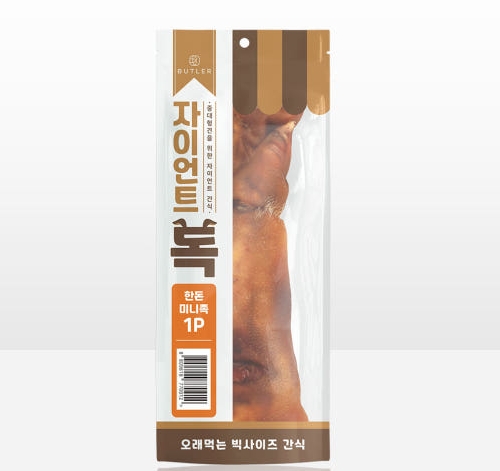 BUTLER
자이언트
뽁
·중대형견을 위한 자이언트 간식·
한돈
미니족
1P
오래먹는 빅사이즈 간식